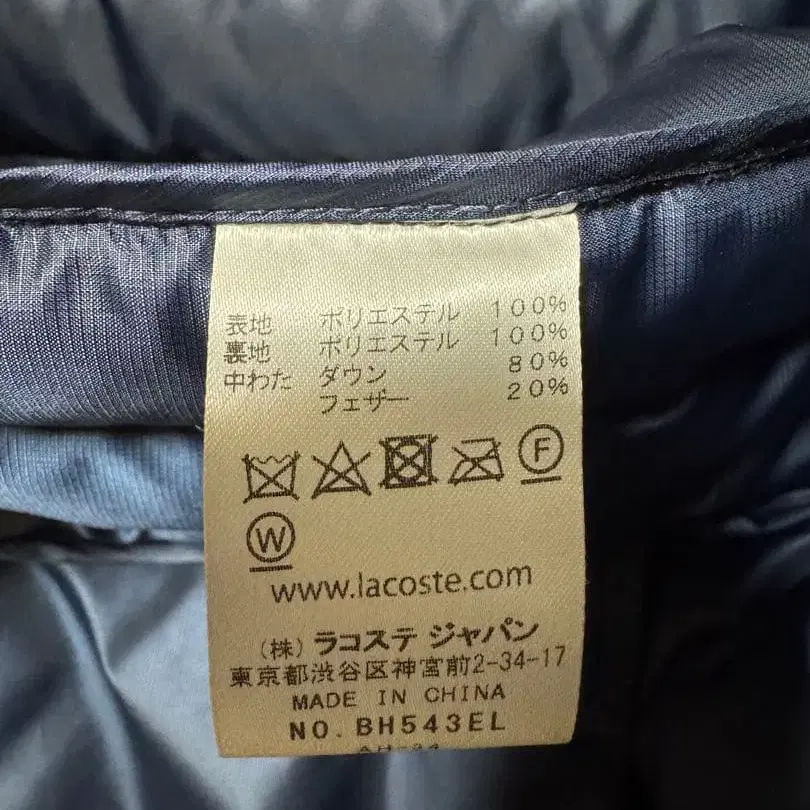 表地 ポリエステル 100%
裏地 ポリエステル 100%
中わた ダウン 80%
フェザー 20%
F
W
www.lacoste.com
(株) ラコステ ジャパン
東京都渋谷区神宮前2-34-17
MADE IN CHINA
NO. BH543EL